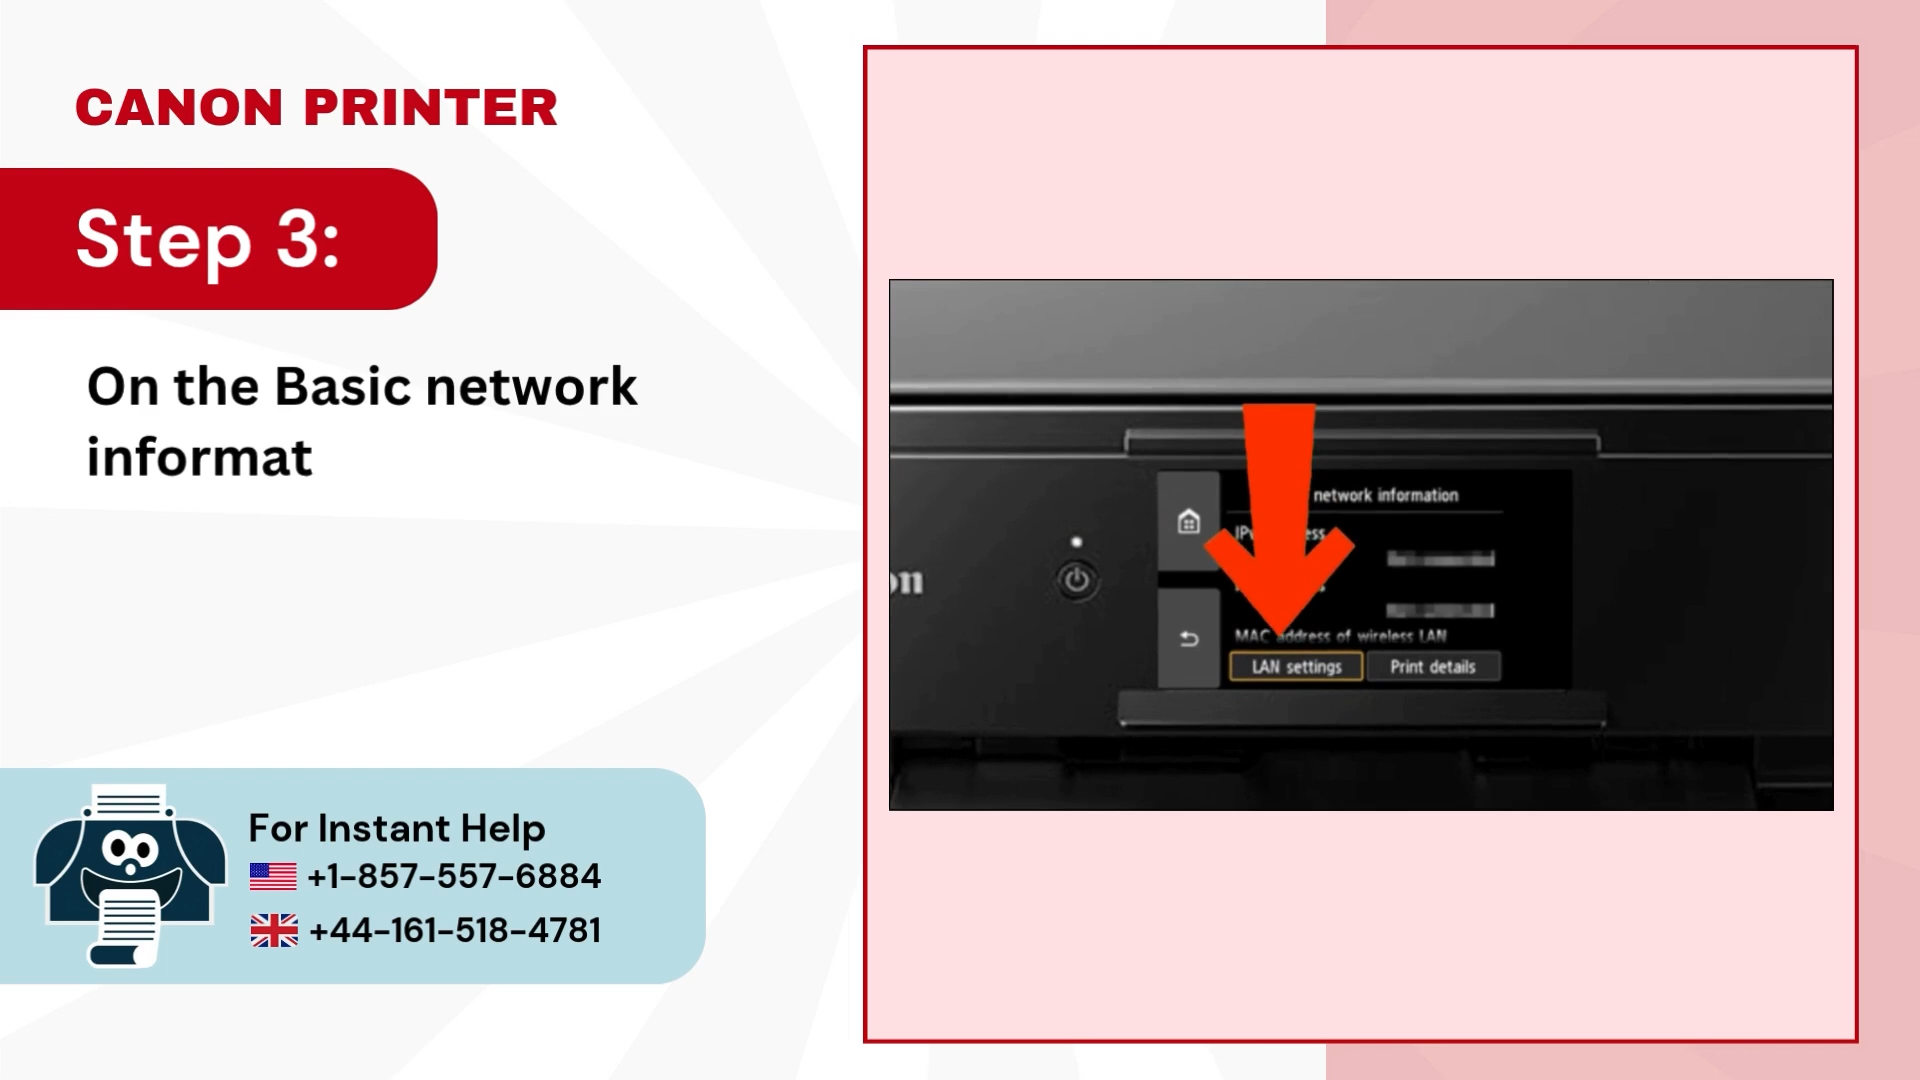 CANON PRINTER
Step 3:
On the Basic network
informat
For Instant Help
+1-857-557-6884
+44-161-518-4781
network information
MAC address of wireless LAN
LAN settings
Print details